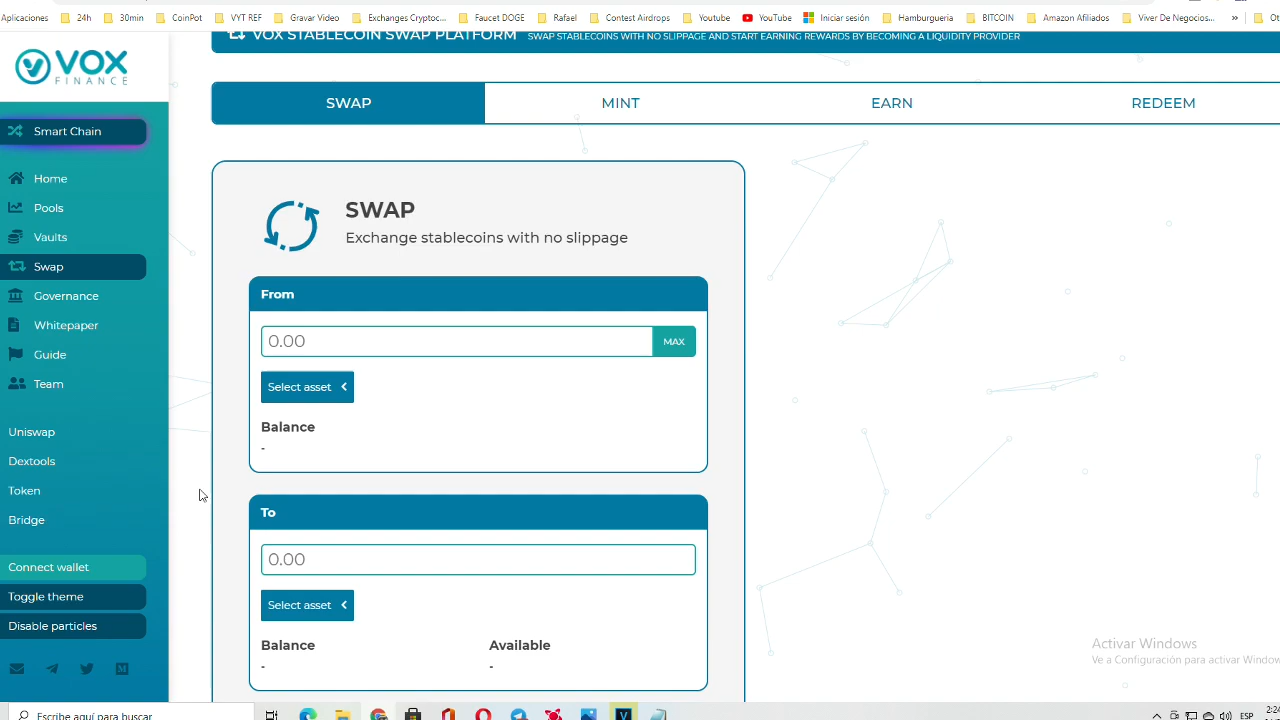 Aplicaciones 24h 30min CoinPot VYT REF Gravar Video Exchanges Cryptoc... Faucet DOGE Rafael Contest Airdrops Youtube YouTube Iniciar sesión Hamburgueria BITCOIN Amazon Afiliados Viver De Negocios... »
VOX STABLECOIN SWAP PLATFORM SWAP STABLECOINS WITH NO SLIPPAGE AND START EARNING REWARDS BY BECOMING A LIQUIDITY PROVIDER
VOX
FINANCE
SWAP MINT EARN REDEEM
Smart Chain
Home
Pools
Vaults
Swap
Governance
Whitepaper
Guide
Team
Uniswap
Dextools
Token
Bridge
Connect wallet
Toggle theme
Disable particles
SWAP
Exchange stablecoins with no slippage
From
0.00 MAX
Select asset
Balance
-
To
0.00
Select asset
Balance Available
- -
Activar Windows
Ve a Configuración para activar Window
Escribe aquí para buscar
ESP